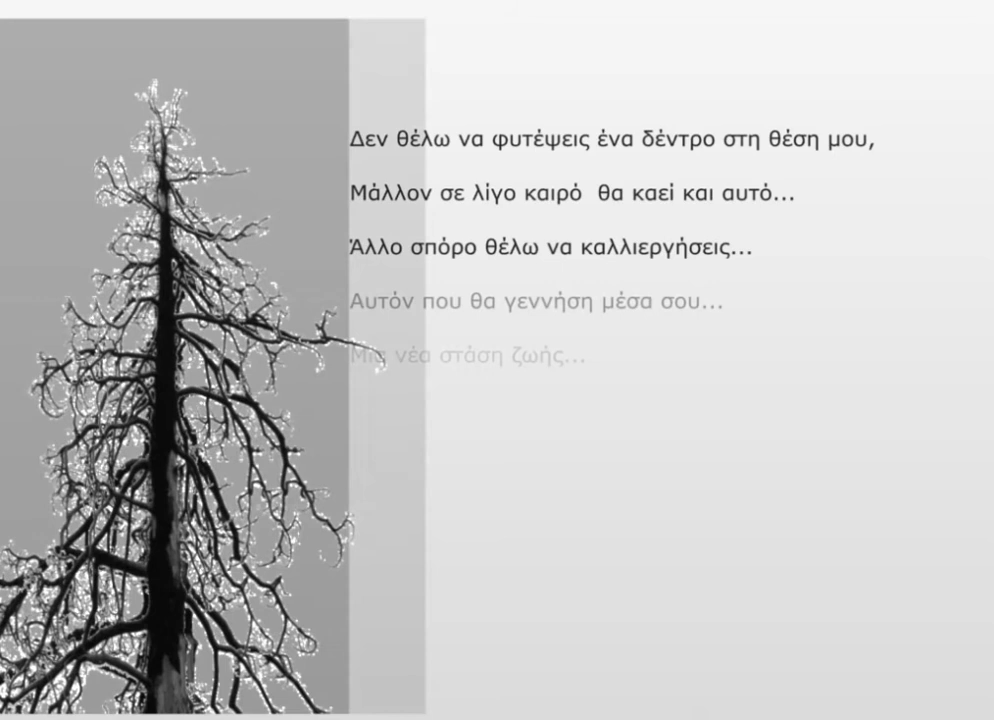 Δεν θέλω να φυτέψεις ένα δέντρο στη θέση μου,
Μάλλον σε λίγο καιρό  θα καεί και αυτό...
Άλλο σπόρο θέλω να καλλιεργήσεις...
Αυτόν που θα γεννήση μέσα σου...
Μια νέα στάση ζωής...